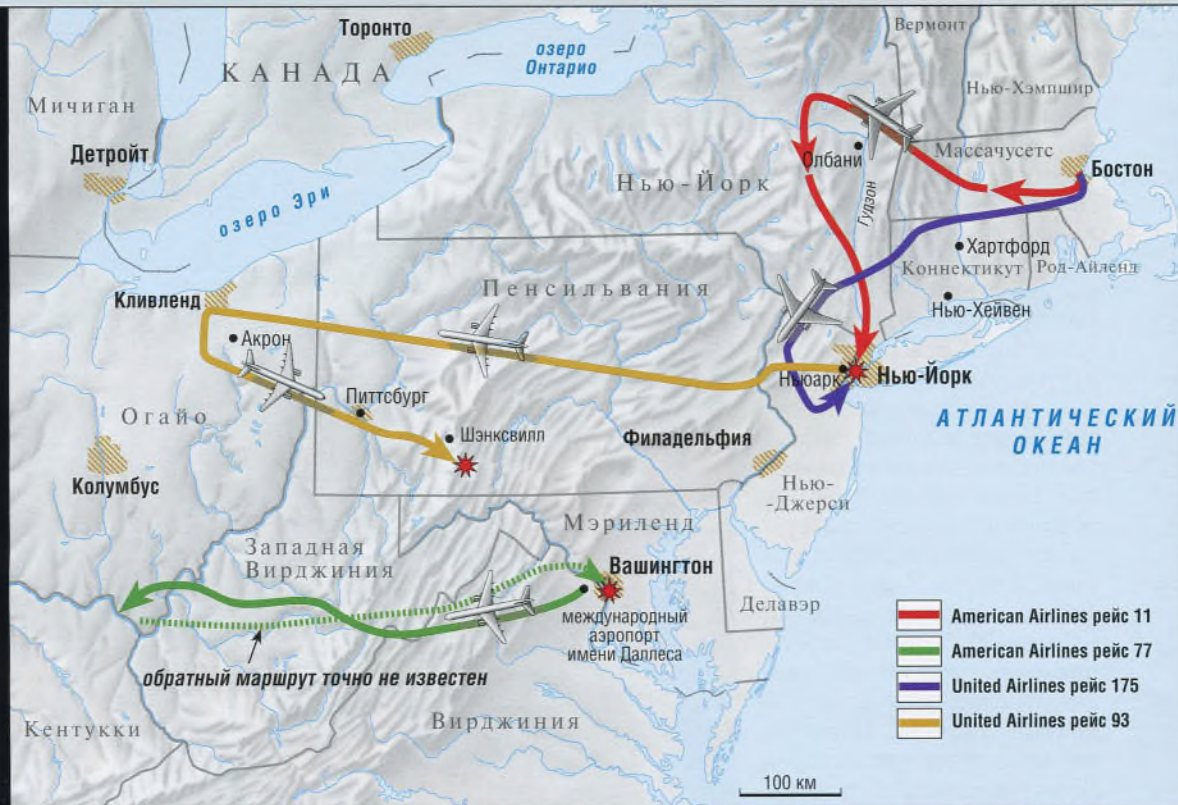 Вермонт
Торонто
озеро
Онтарио
КАНАДА
Мичиган
Нью-Хэмпшир
Детройт
Олбани
Массачусетс
Бостон
Нью-Йорк
Гудзон
озеро Эри
Хартфорд
Коннектикут
Род-Айленд
Пенсильвания
Кливленд
Нью-Хейвен
Акрон
Ньюарк
Нью-Йорк
Питтсбург
Огайо
АТЛАНТИЧЕСКИЙ
ОКЕАН
Шэнксвилл
Филадельфия
Колумбус
Нью-
-Джерси
Мэриленд
Западная
Вирджиния
Вашингтон
Делавэр
международный
аэропорт
имени Даллеса
обратный маршрут точно не известен
Кентукки
Вирджиния
American Airlines рейс 11
American Airlines рейс 77
United Airlines рейс 175
United Airlines рейс 93
100 км